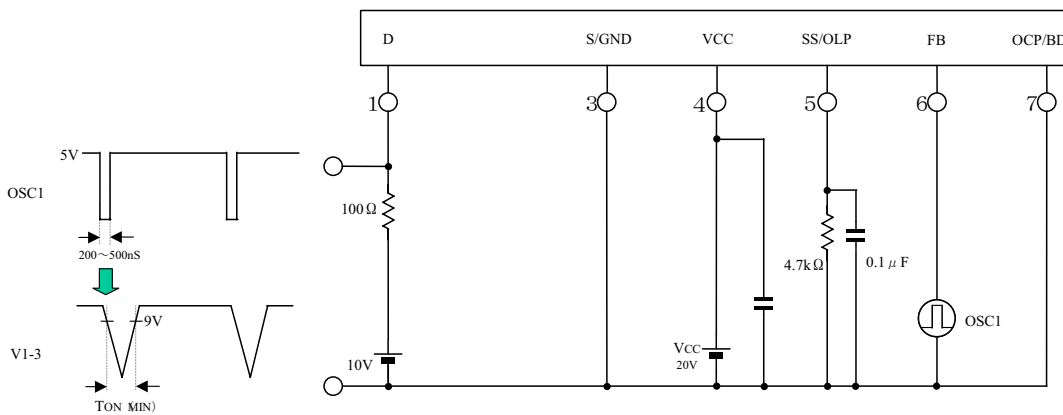 D S/GND VCC SS/OLP FB OCP/BD
1 3 4 5 6 7
5V
OSC1
200～500nS
100Ω
4.7kΩ
0.1μF
9V
V1-3
10V
VCC
20V
OSC1
TON (MIN)